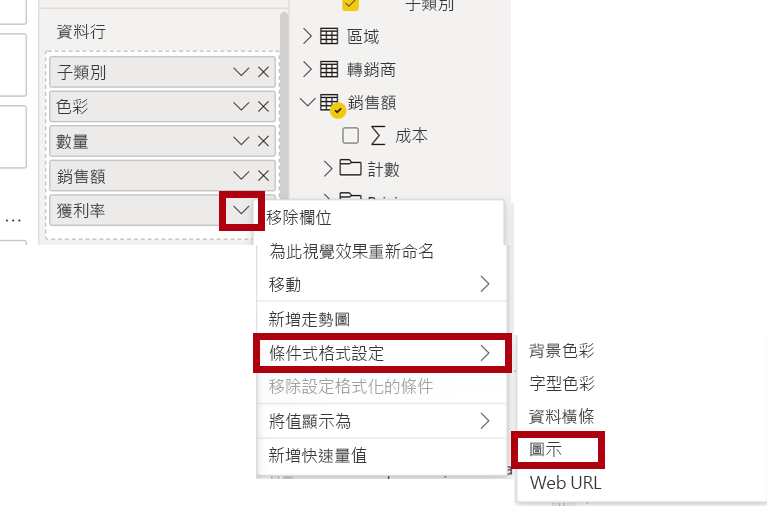 資料行
子類別
色彩
數量
銷售額
獲利率
...
子類別
區域
轉銷商
銷售額
成本
計數
移除欄位
為此視覺效果重新命名
移動
新增走勢圖
條件式格式設定
移除設定格式化的條件
將值顯示為
新增快速量值
背景色彩
字型色彩
資料橫條
圖示
Web URL